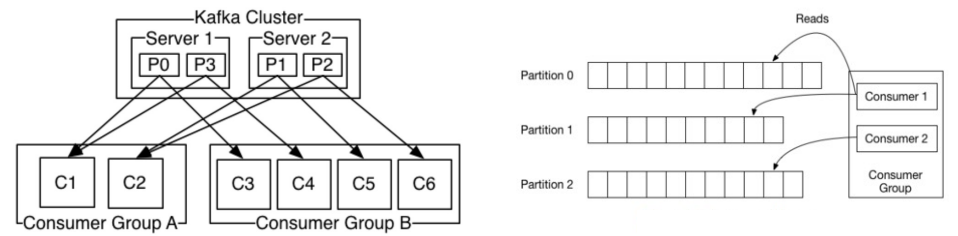 Kafka Cluster
Server 1 Server 2
P0 P3 P1 P2
C1 C2 C3 C4 C5 C6
Consumer Group A Consumer Group B
Reads
Partition 0
Consumer 1
Partition 1
Consumer 2
Consumer
Group
Partition 2